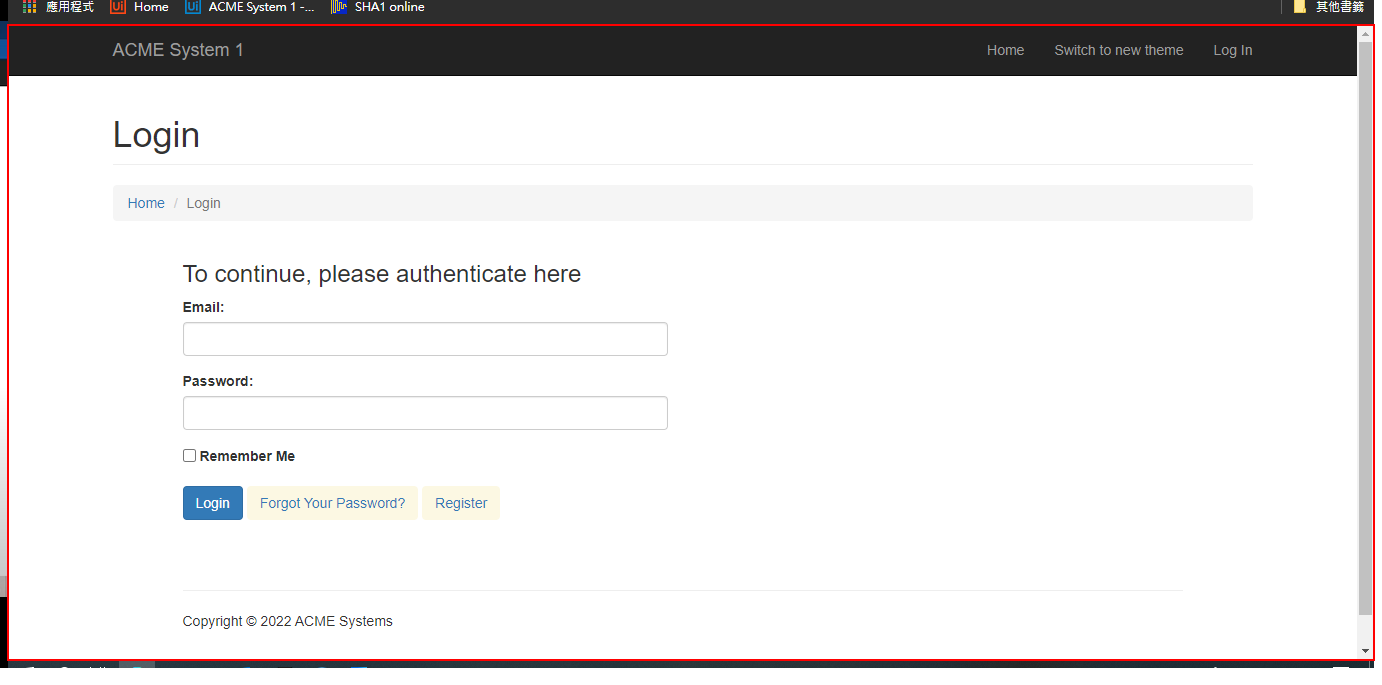 應用程式 Ui Home Ui ACME System 1 -... SHA1 online 其他書籤
ACME System 1 Home Switch to new theme Log In
Login
Home / Login
To continue, please authenticate here
Email:
Password:
Remember Me
Login Forgot Your Password? Register
Copyright © 2022 ACME Systems